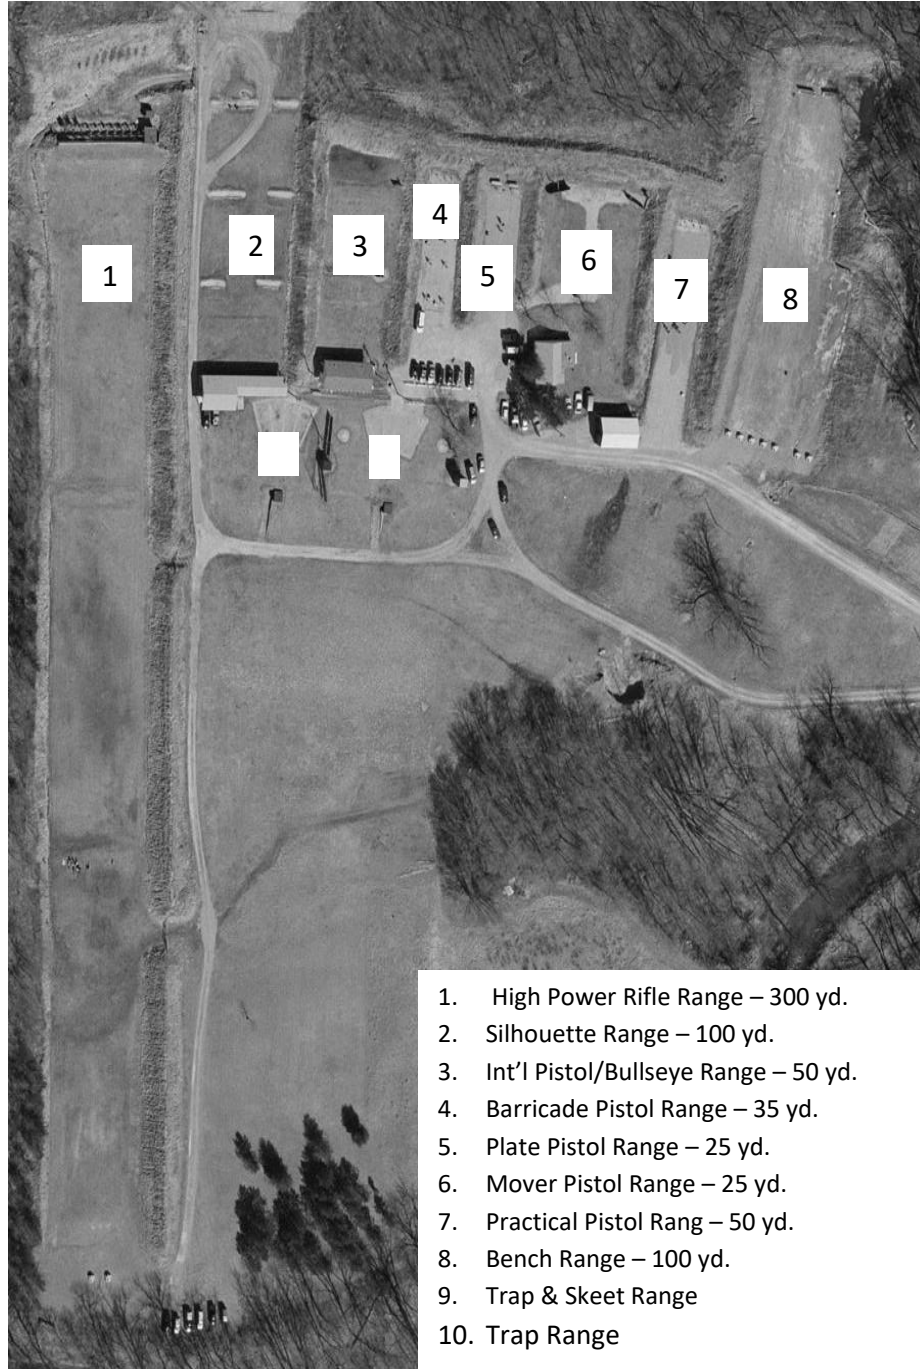 1
2
3
4
5
6
7
8
1. High Power Rifle Range – 300 yd.
2. Silhouette Range – 100 yd.
3. Int’l Pistol/Bullseye Range – 50 yd.
4. Barricade Pistol Range – 35 yd.
5. Plate Pistol Range – 25 yd.
6. Mover Pistol Range – 25 yd.
7. Practical Pistol Rang – 50 yd.
8. Bench Range – 100 yd.
9. Trap & Skeet Range
10. Trap Range